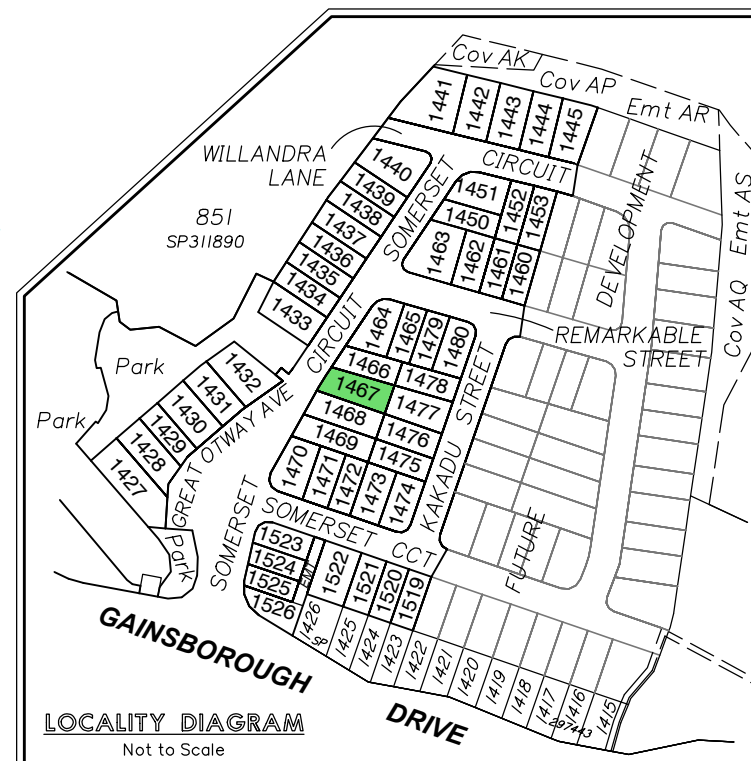 Cov AK
Cov AP
Emt AR
1441
1442
1443
1444
1445
WILLANDRA
LANE
1440
1439
1438
1437
1436
1435
1434
1433
851
SP311890
SOMERSET
CIRCUIT
1451
1450
1452
1453
1463
1462
1461
1460
DEVELOPMENT
Cov AQ
Emt AS
CIRCUIT
1464
1465
1479
1480
1466
1478
1467
1477
1468
1476
1469
1475
1470
1471
1472
1473
1474
REMARKABLE
STREET
KAKADU
STREET
Park
Park
1432
1431
1430
1429
1428
1427
GREAT OTWAY AVE
Park
SOMERSET
SOMERSET
CCT
1523
1524
1525
1526
EMT
1522
1521
1520
1519
FUTURE
1426
SP
1425
1424
1423
1422
1421
1420
1419
1418
1417
1416
1415
297443
GAINSBOROUGH
DRIVE
LOCALITY DIAGRAM
Not to Scale